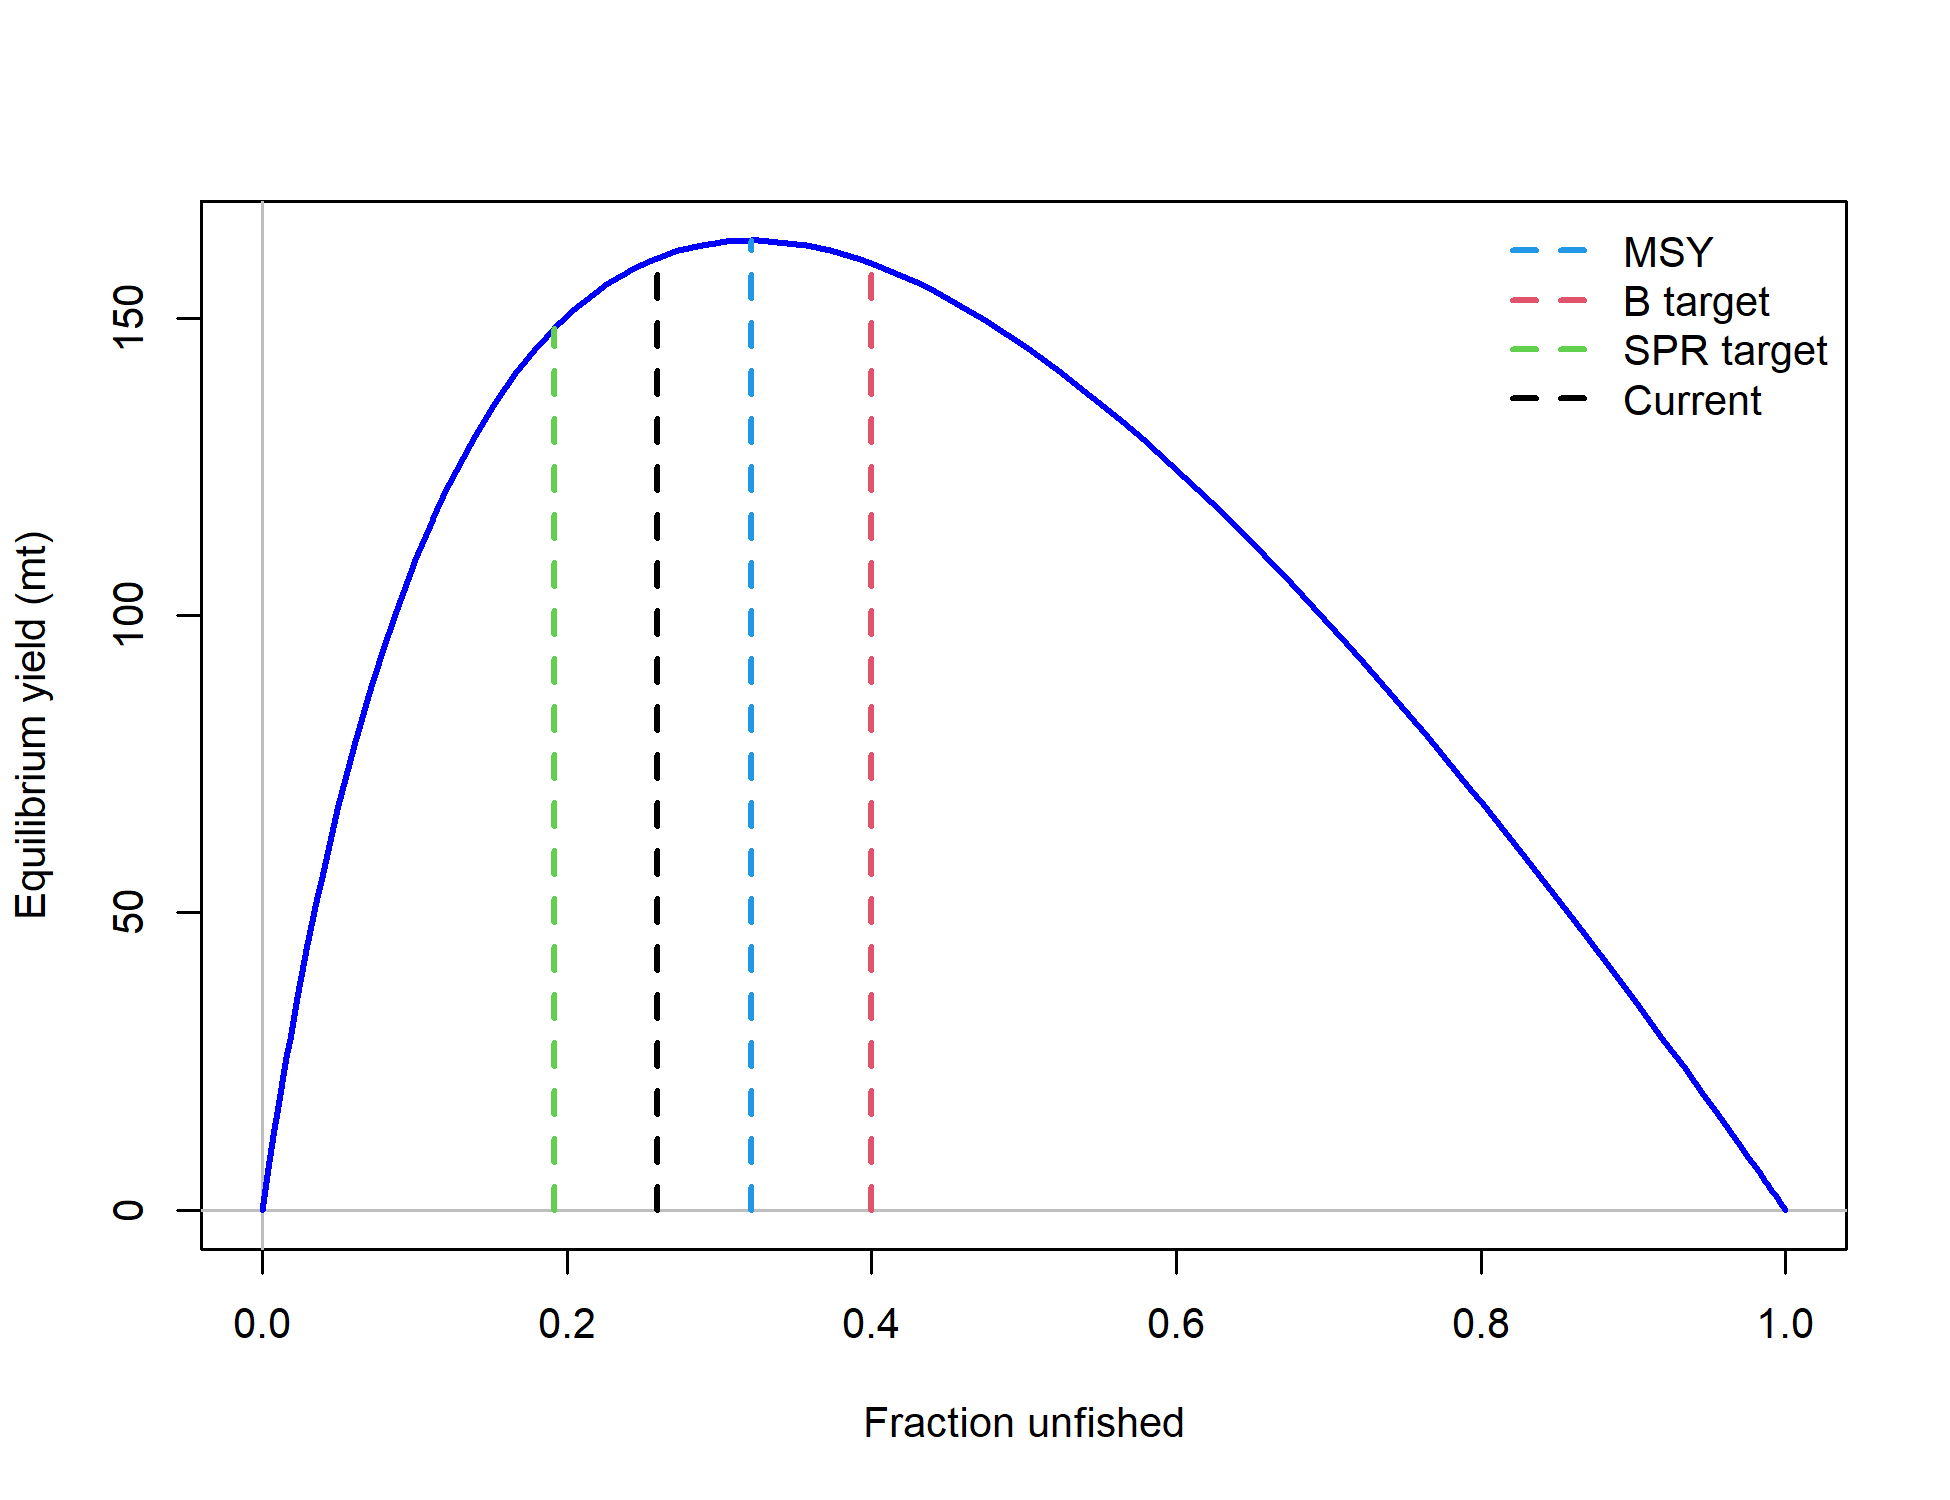 MSY
B target
SPR target
Current
Equilibrium yield (mt)
150
100
50
0
0.0 0.2 0.4 0.6 0.8 1.0
Fraction unfished